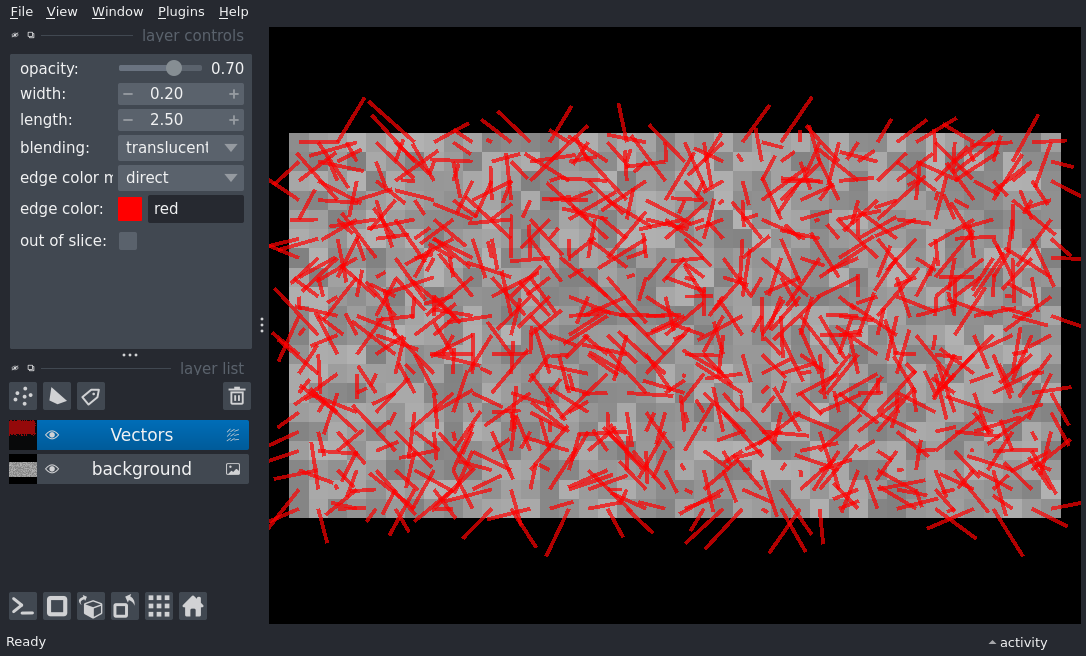 File View Window Plugins Help
layer controls
opacity: 0.70
width: − 0.20 +
length: − 2.50 +
blending: translucent
edge color m direct
edge color: red
out of slice:
layer list
Vectors
background
Ready
activity